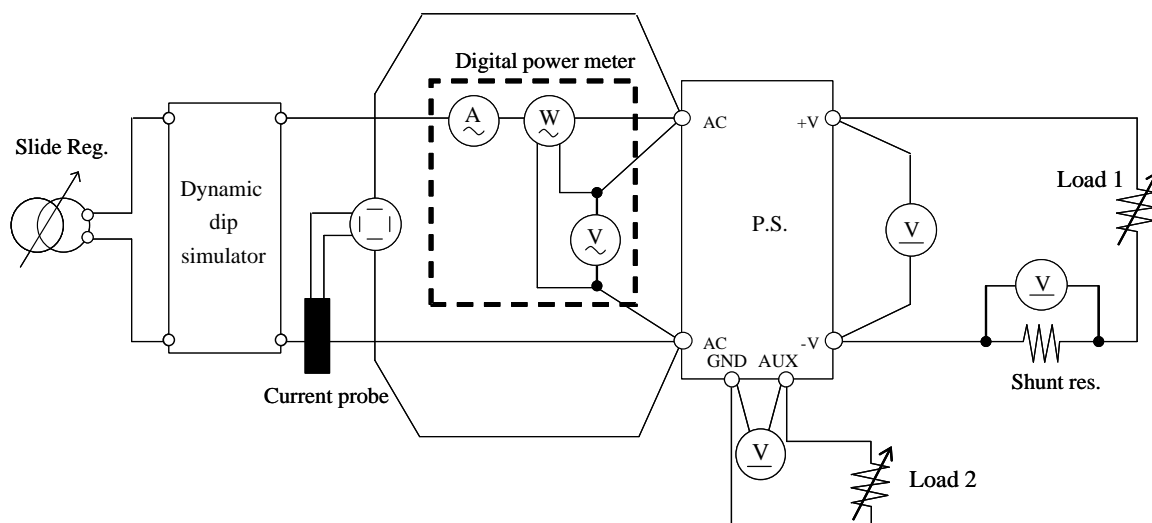 Digital power meter
A
W
AC
+V
Slide Reg.
Dynamic
dip
simulator
Load 1
P.S.
V
V
V
AC
-V
GND
AUX
Current probe
Shunt res.
V
Load 2